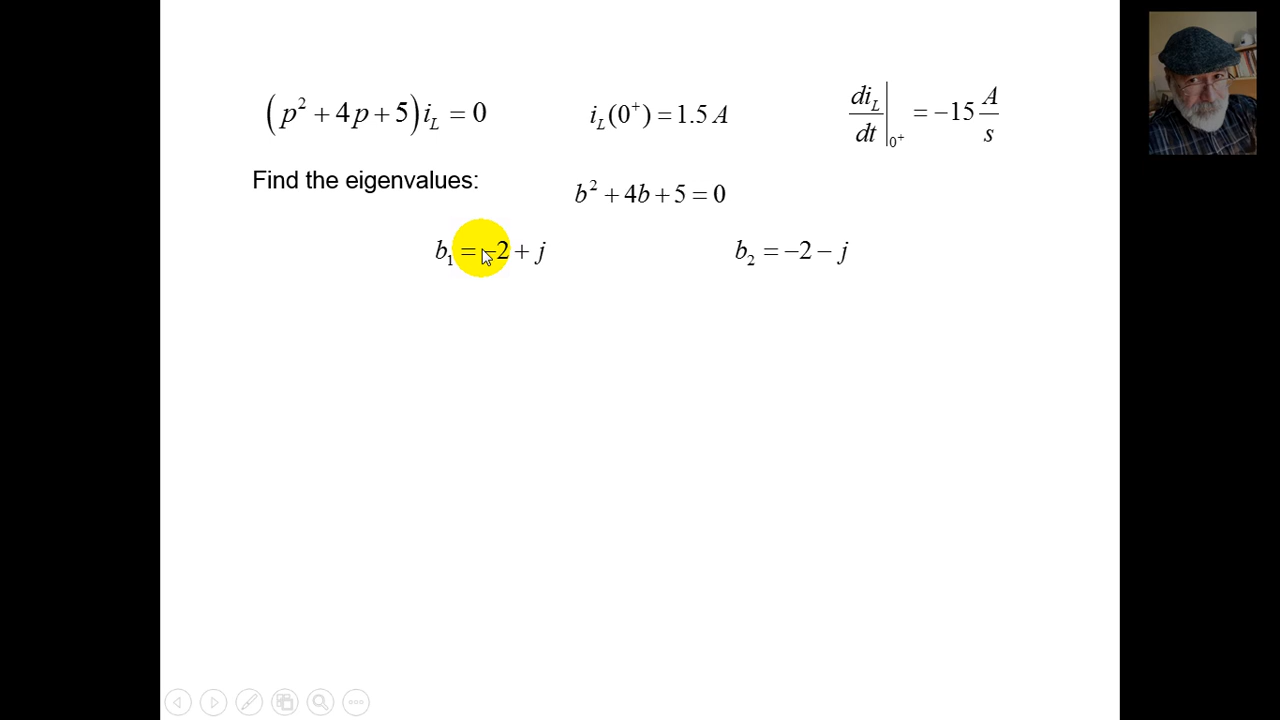 (p² + 4p + 5) i_L = 0    i_L(0⁺) = 1.5 A    di_L/dt |_0⁺ = −15 A/s
Find the eigenvalues:    b² + 4b + 5 = 0
b₁ = −2 + j    b₂ = −2 − j